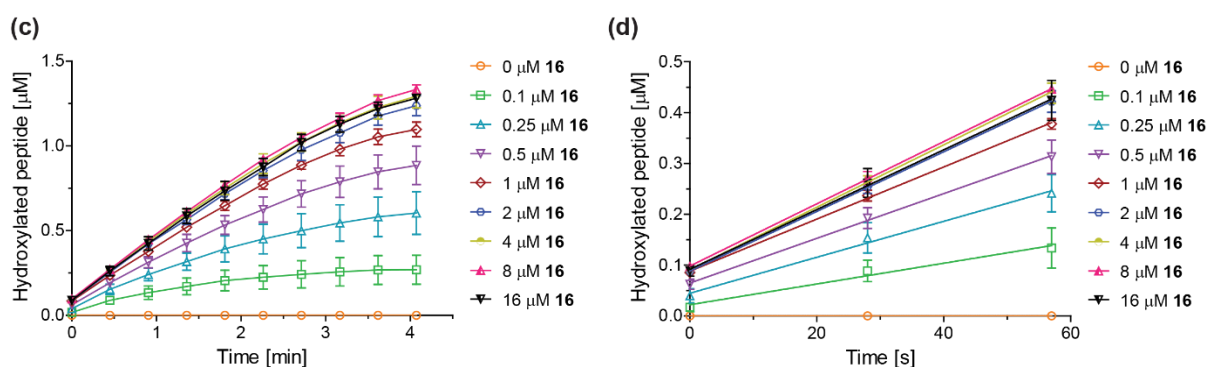 (c)
Hydroxylated peptide [µM]
1.5
1.0
0.5
0.0
0 1 2 3 4
Time [min]
0 µM 16
0.1 µM 16
0.25 µM 16
0.5 µM 16
1 µM 16
2 µM 16
4 µM 16
8 µM 16
16 µM 16
(d)
Hydroxylated peptide [µM]
0.5
0.4
0.3
0.2
0.1
0.0
0 20 40 60
Time [s]
0 µM 16
0.1 µM 16
0.25 µM 16
0.5 µM 16
1 µM 16
2 µM 16
4 µM 16
8 µM 16
16 µM 16